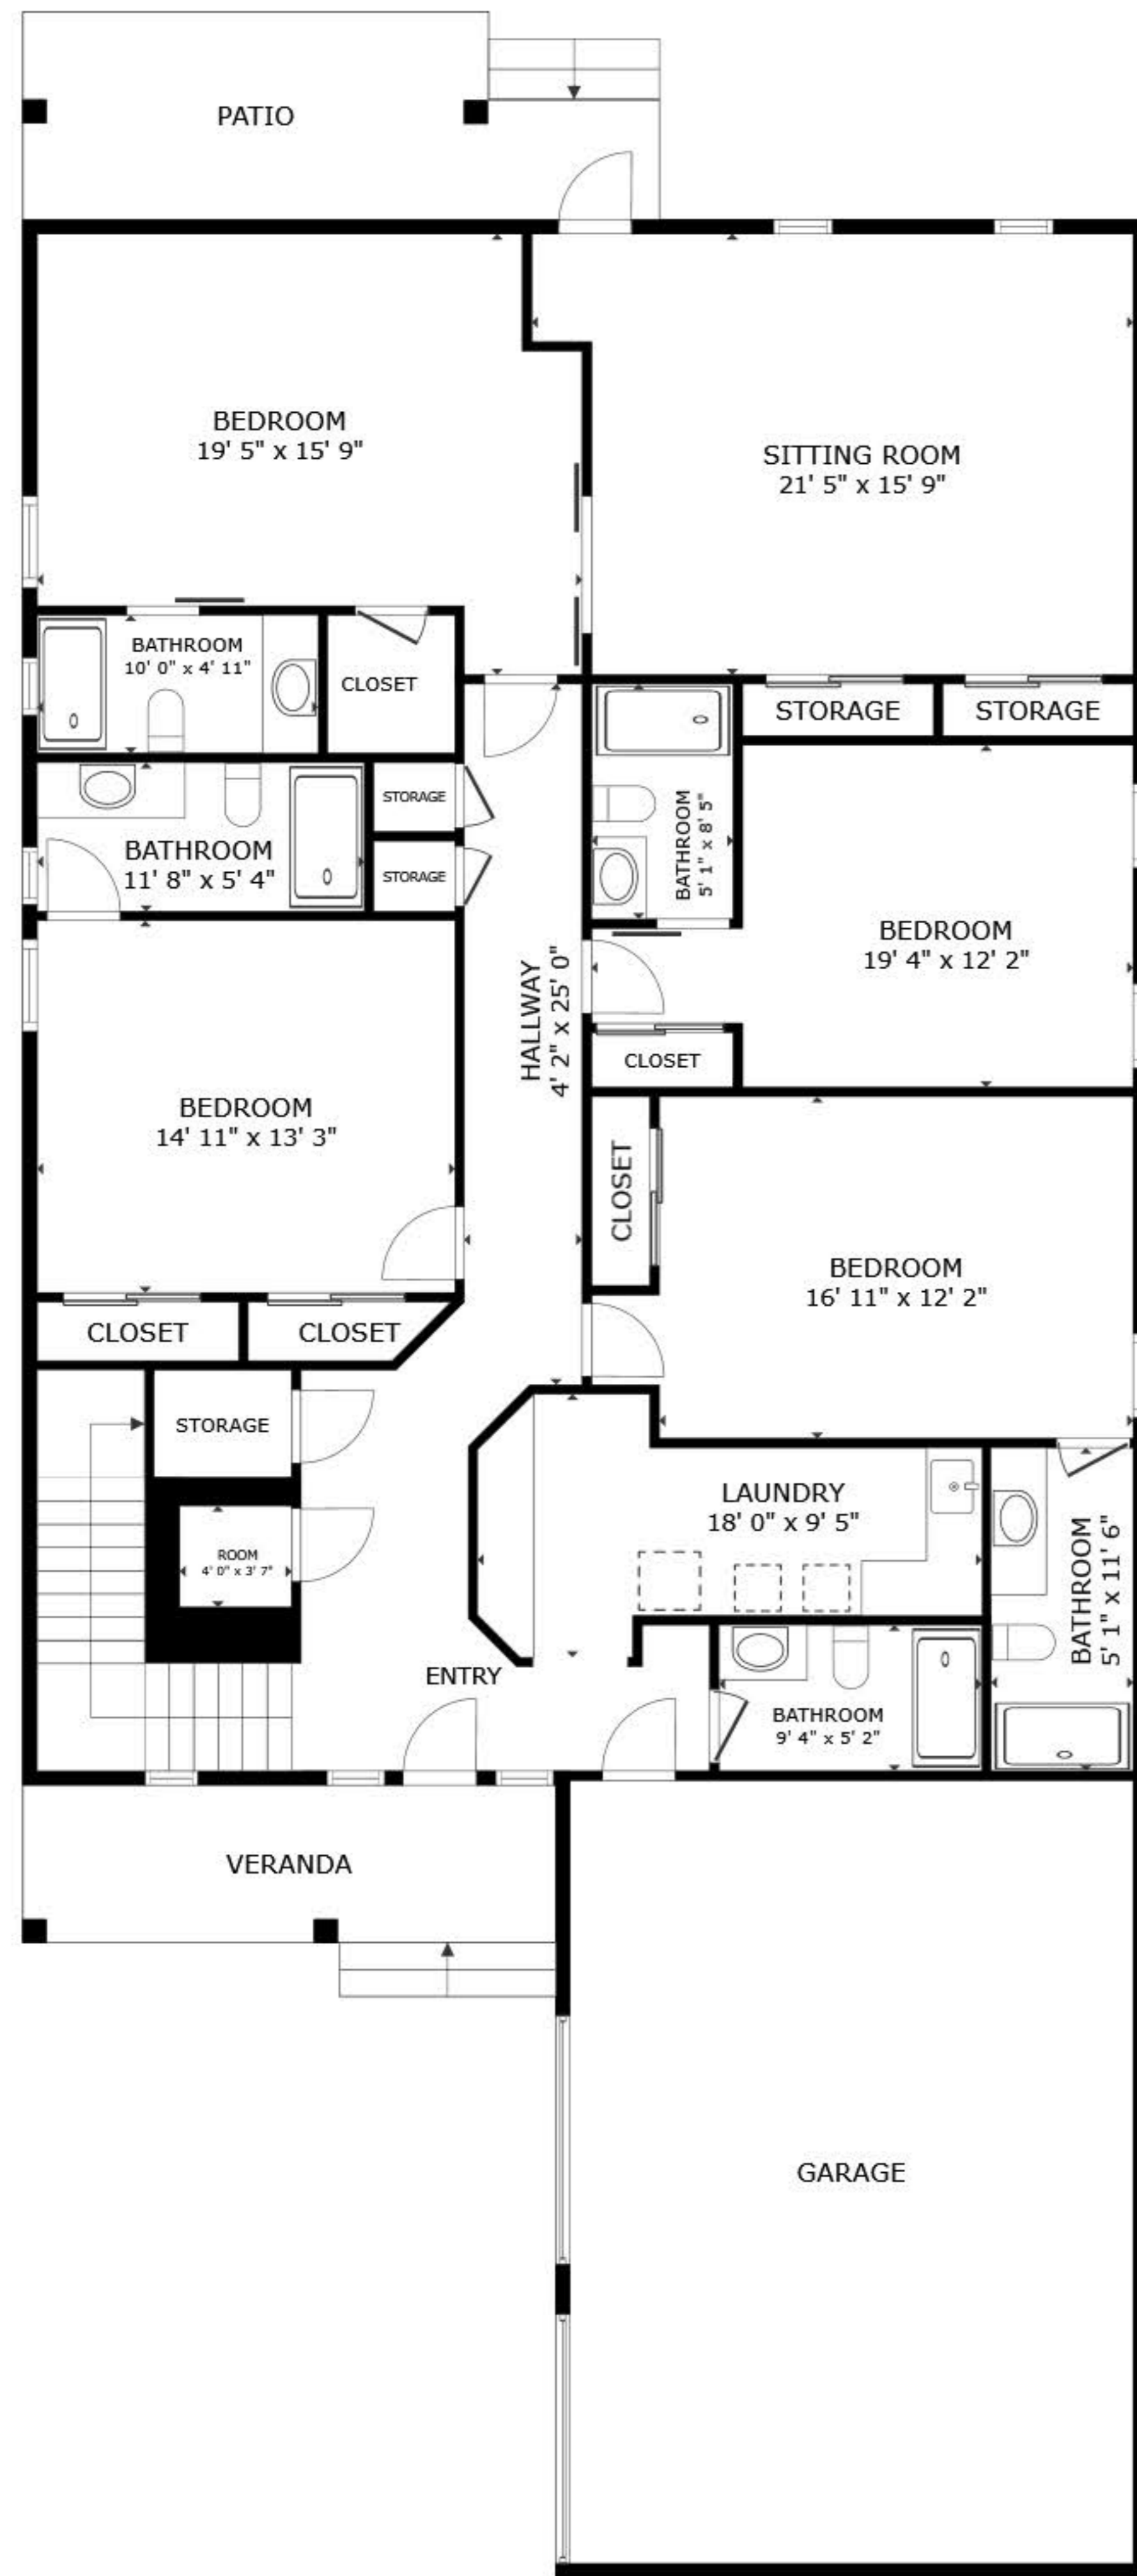 PATIO
BEDROOM
19' 5" x 15' 9"
SITTING ROOM
21' 5" x 15' 9"
BATHROOM
10' 0" x 4' 11"
CLOSET
STORAGE
STORAGE
STORAGE
STORAGE
BATHROOM
11' 8" x 5' 4"
BATHROOM
5' 1" x 8' 5"
BEDROOM
19' 4" x 12' 2"
HALLWAY
4' 2" x 25' 0"
CLOSET
BEDROOM
14' 11" x 13' 3"
CLOSET
BEDROOM
16' 11" x 12' 2"
CLOSET
CLOSET
STORAGE
LAUNDRY
18' 0" x 9' 5"
ROOM
4' 0" x 3' 7"
BATHROOM
5' 1" x 11' 6"
ENTRY
BATHROOM
9' 4" x 5' 2"
VERANDA
GARAGE